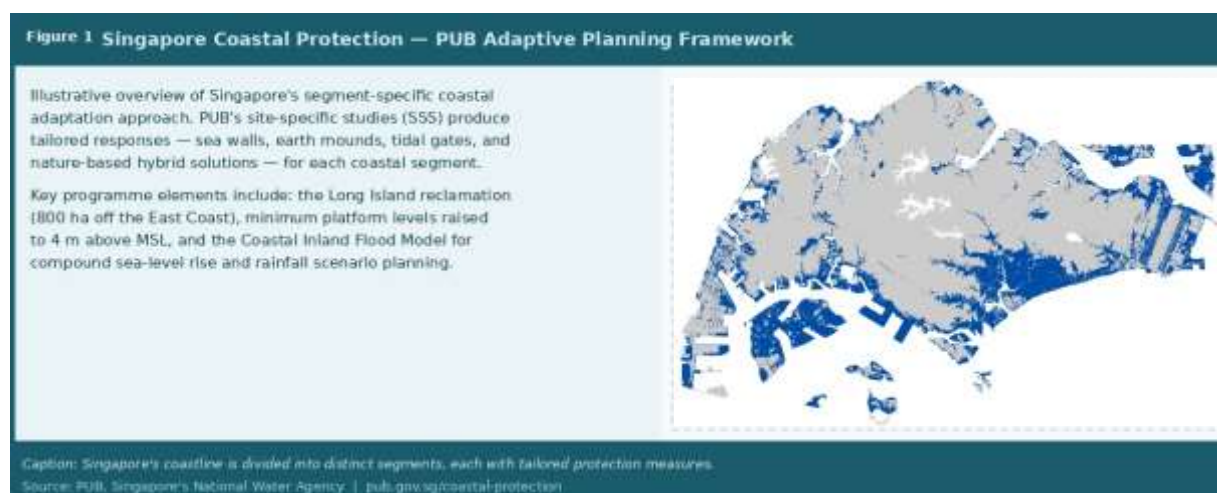 Figure 1 Singapore Coastal Protection — PUB Adaptive Planning Framework
Illustrative overview of Singapore's segment-specific coastal
adaptation approach. PUB's site-specific studies (SSS) produce
tailored responses — sea walls, earth mounds, tidal gates, and
nature-based hybrid solutions — for each coastal segment.
Key programme elements include: the Long Island reclamation
(800 ha off the East Coast), minimum platform levels raised
to 4 m above MSL, and the Coastal Inland Flood Model for
compound sea-level rise and rainfall scenario planning.
Caption: Singapore's coastline is divided into distinct segments, each with tailored protection measures.
Source: PUB, Singapore's National Water Agency | pub.gov.sg/coastal-protection